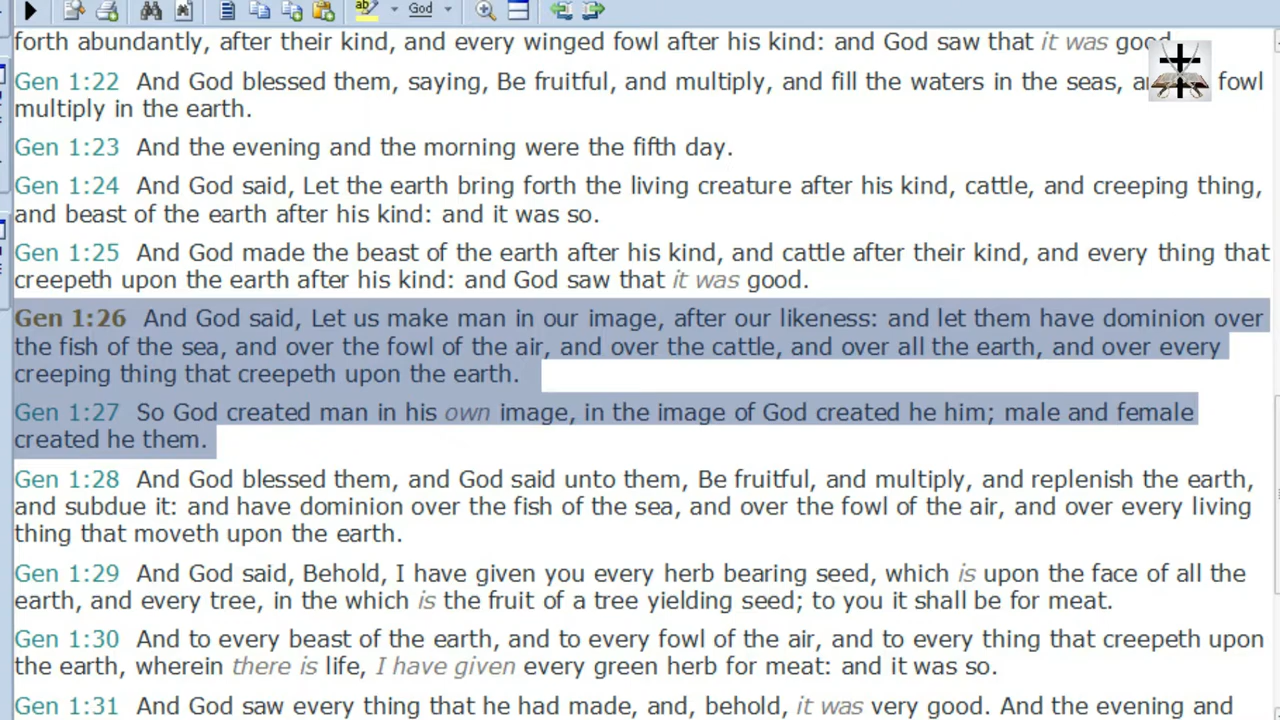 ab God
forth abundantly, after their kind, and every winged fowl after his kind: and God saw that it was good.
Gen 1:22 And God blessed them, saying, Be fruitful, and multiply, and fill the waters in the seas, and fowl
multiply in the earth.
Gen 1:23 And the evening and the morning were the fifth day.
Gen 1:24 And God said, Let the earth bring forth the living creature after his kind, cattle, and creeping thing,
and beast of the earth after his kind: and it was so.
Gen 1:25 And God made the beast of the earth after his kind, and cattle after their kind, and every thing that
creepeth upon the earth after his kind: and God saw that it was good.
Gen 1:26 And God said, Let us make man in our image, after our likeness: and let them have dominion over
the fish of the sea, and over the fowl of the air, and over the cattle, and over all the earth, and over every
creeping thing that creepeth upon the earth.
Gen 1:27 So God created man in his own image, in the image of God created he him; male and female
created he them.
Gen 1:28 And God blessed them, and God said unto them, Be fruitful, and multiply, and replenish the earth,
and subdue it: and have dominion over the fish of the sea, and over the fowl of the air, and over every living
thing that moveth upon the earth.
Gen 1:29 And God said, Behold, I have given you every herb bearing seed, which is upon the face of all the
earth, and every tree, in the which is the fruit of a tree yielding seed; to you it shall be for meat.
Gen 1:30 And to every beast of the earth, and to every fowl of the air, and to every thing that creepeth upon
the earth, wherein there is life, I have given every green herb for meat: and it was so.
Gen 1:31 And God saw every thing that he had made, and, behold, it was very good. And the evening and